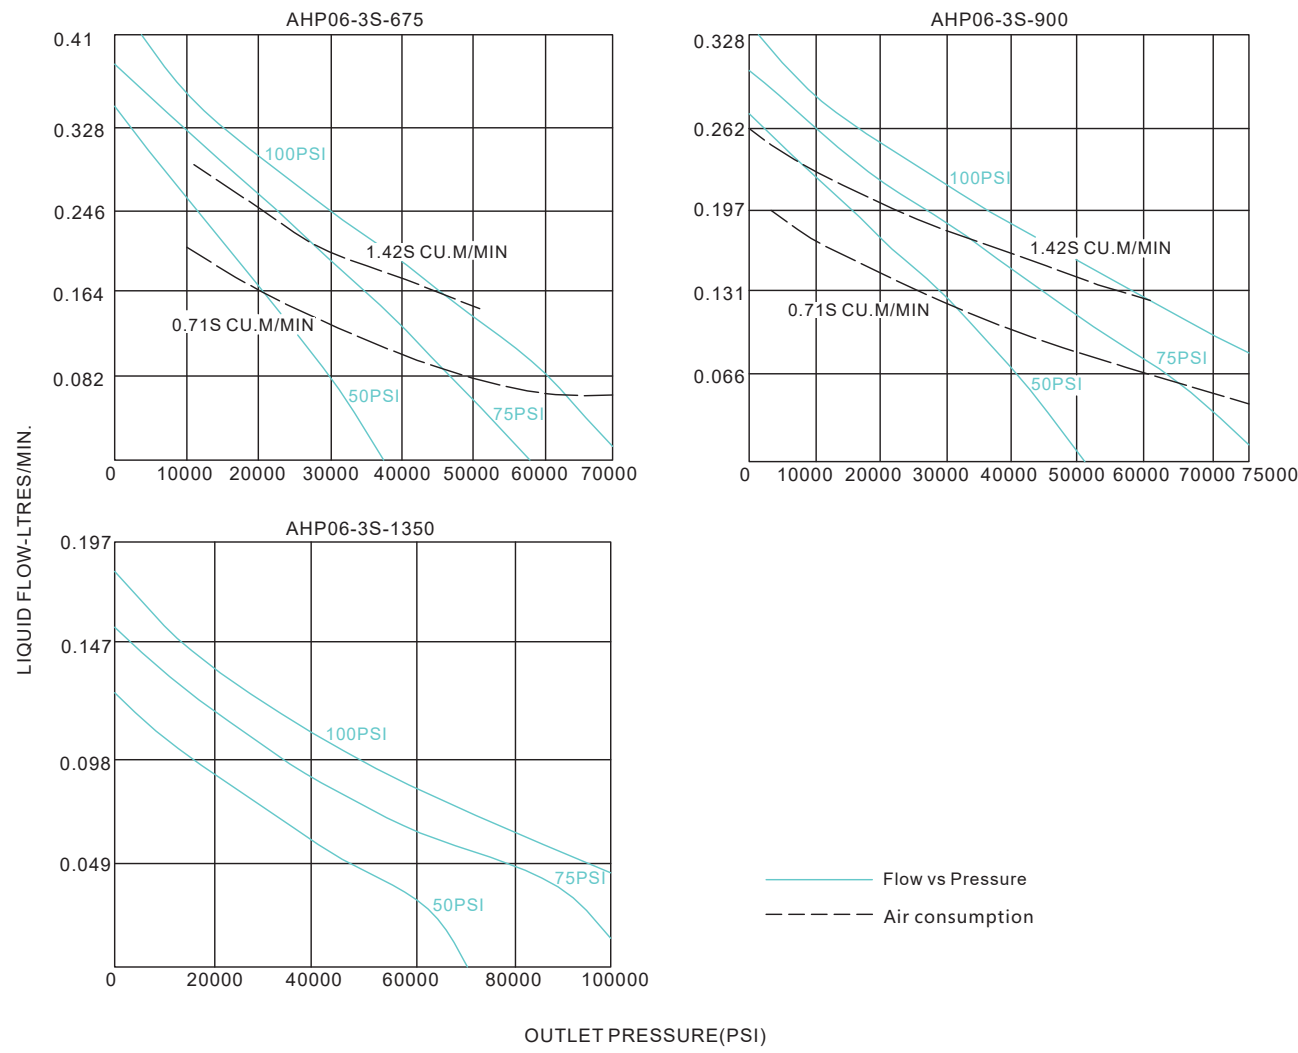 AHP06-3S-675
0.41
0.328
0.246
0.164
0.082
100PSI
1.42S CU.M/MIN
0.71S CU.M/MIN
50PSI
75PSI
0 10000 20000 30000 40000 50000 60000 70000
AHP06-3S-900
0.328
0.262
0.197
0.131
0.066
100PSI
1.42S CU.M/MIN
0.71S CU.M/MIN
75PSI
50PSI
0 10000 20000 30000 40000 50000 60000 70000 75000
LIQUID FLOW-LTRES/MIN.
AHP06-3S-1350
0.197
0.147
0.098
0.049
100PSI
75PSI
50PSI
0 20000 40000 60000 80000 100000
Flow vs Pressure
Air consumption
OUTLET PRESSURE(PSI)